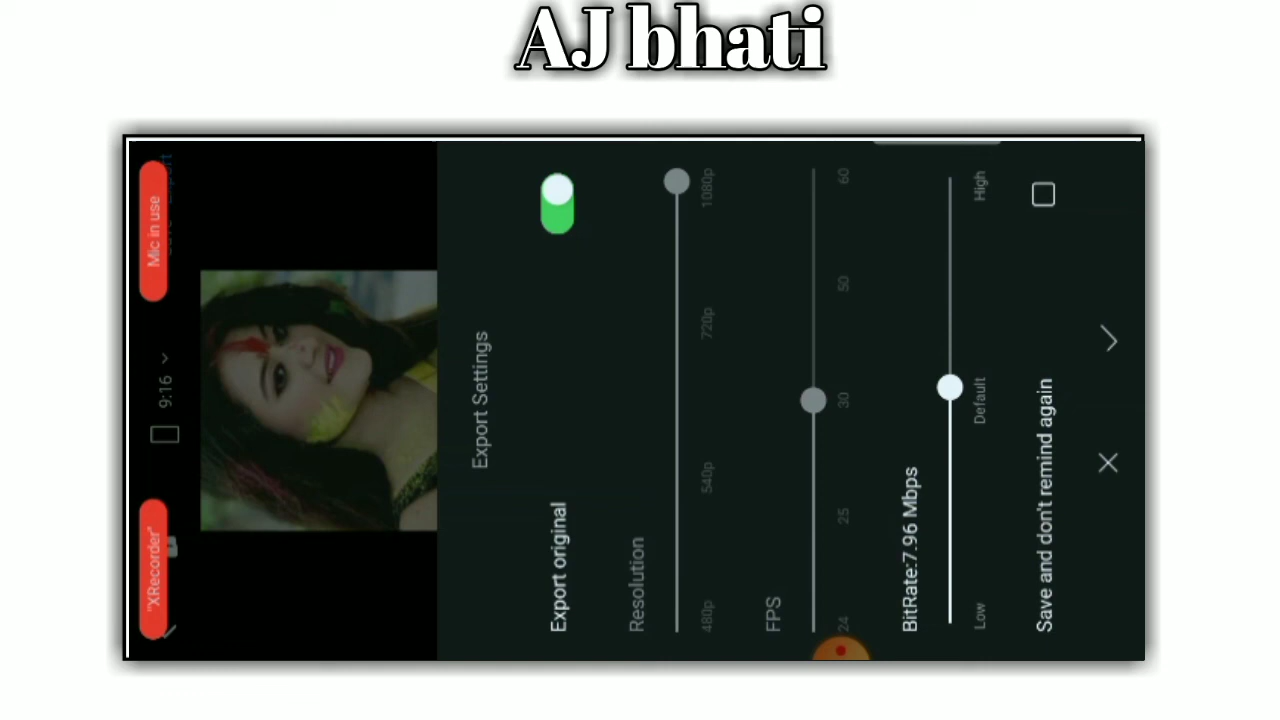 AJ bhati
"XRecorder"
9:16
Mic in use
Export Settings
Export original
Resolution
480p 540p 720p 1080p
FPS
24 25 30 50 60
BitRate:7.96 Mbps
Low Default High
Save and don't remind again